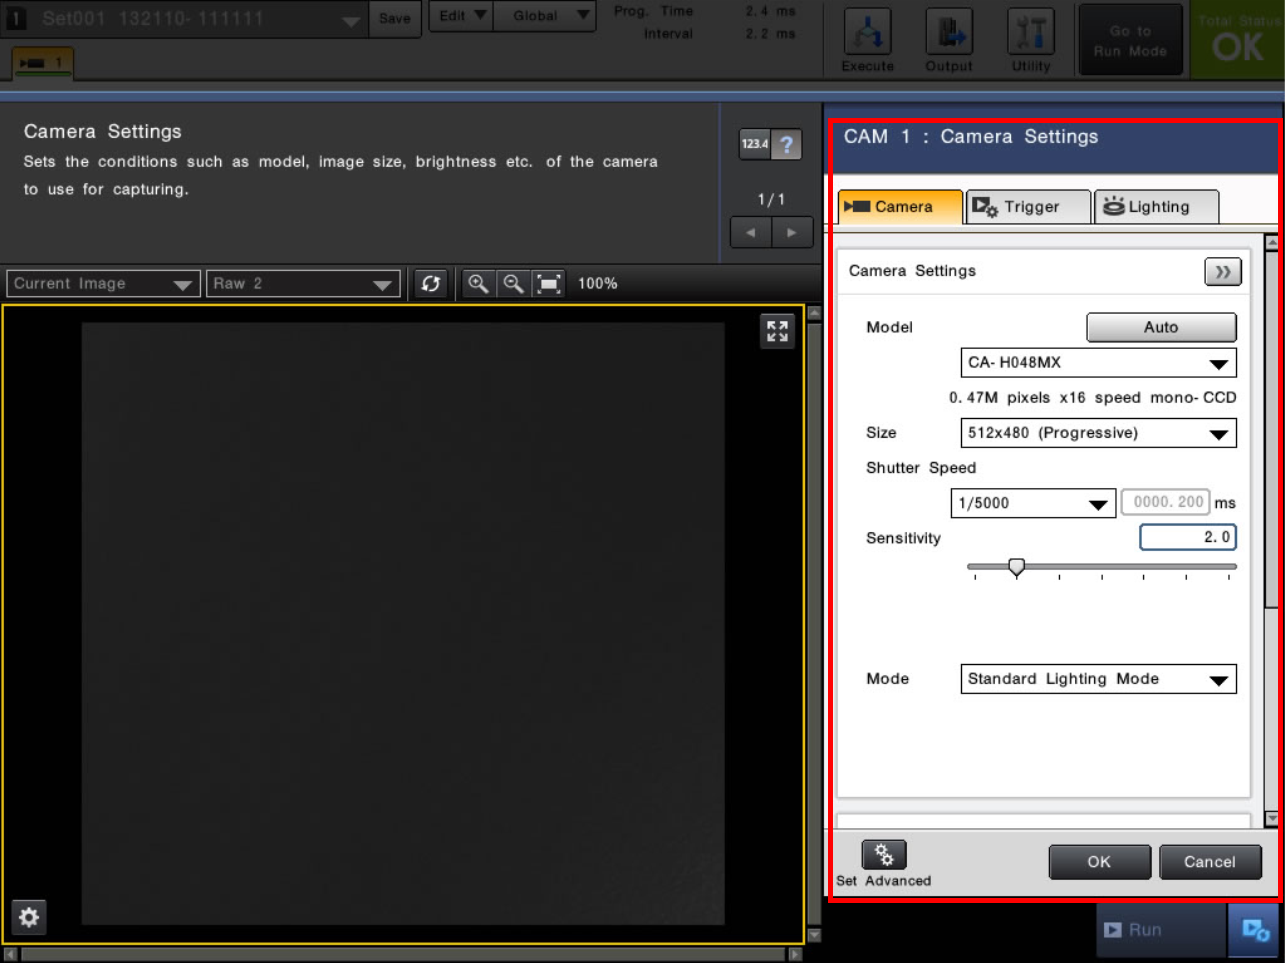 1 Set001 132110- 111111
Save
Edit
Global
Prog. Time 2. 4 ms
Interval 2. 2 ms
Execute
Output
Utility
Go to
Run Mode
Total Status
OK
1
Camera Settings
Sets the conditions such as model, image size, brightness etc. of the camera
to use for capturing.
123.4 ?
1/1
Current Image
Raw 2
100%
CAM 1 : Camera Settings
Camera
Trigger
Lighting
Camera Settings
Model
Auto
CA- H048MX
0. 47M pixels x16 speed mono- CCD
Size
512x480 (Progressive)
Shutter Speed
1/5000
0000. 200 ms
Sensitivity
2. 0
Mode
Standard Lighting Mode
Set Advanced
OK
Cancel
Run